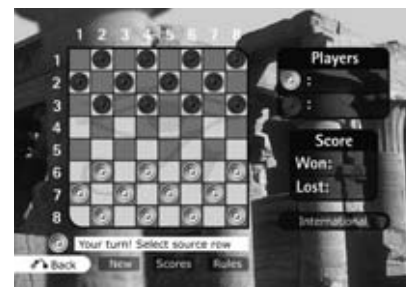 1 2 3 4 5 6 7 8
1
2
3
4
5
6
7
8
Players
:
:
Score
Won:
Lost:
International
Your turn! Select source row
Back New Scores Rules